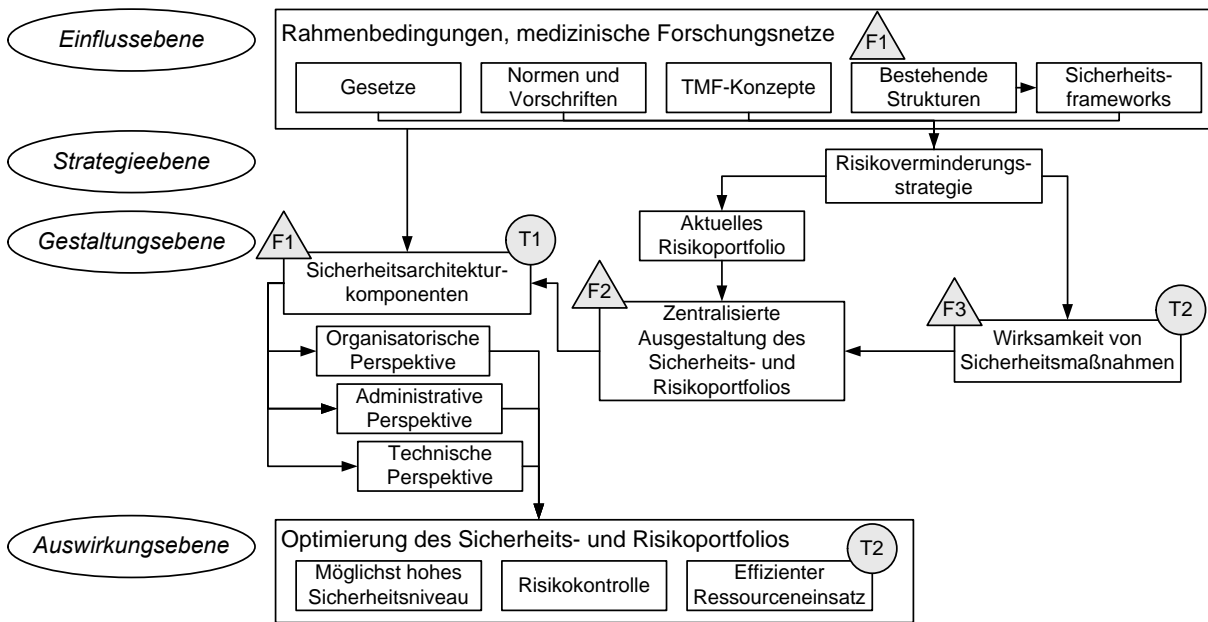 Einflussebene
Rahmenbedingungen, medizinische Forschungsnetze
F1
Gesetze
Normen und
Vorschriften
TMF-Konzepte
Bestehende
Strukturen
Sicherheits-
frameworks
Strategieebene
Risikoverminderungs-
strategie
Gestaltungsebene
Aktuelles
Risikoportfolio
F1
T1
Sicherheitsarchitektur-
komponenten
F2
Zentralisierte
Ausgestaltung des
Sicherheits- und
Risikoportfolios
F3
T2
Wirksamkeit von
Sicherheitsmaßnahmen
Organisatorische
Perspektive
Administrative
Perspektive
Technische
Perspektive
Auswirkungsebene
Optimierung des Sicherheits- und Risikoportfolios
T2
Möglichst hohes
Sicherheitsniveau
Risikokontrolle
Effizienter
Ressourceneinsatz